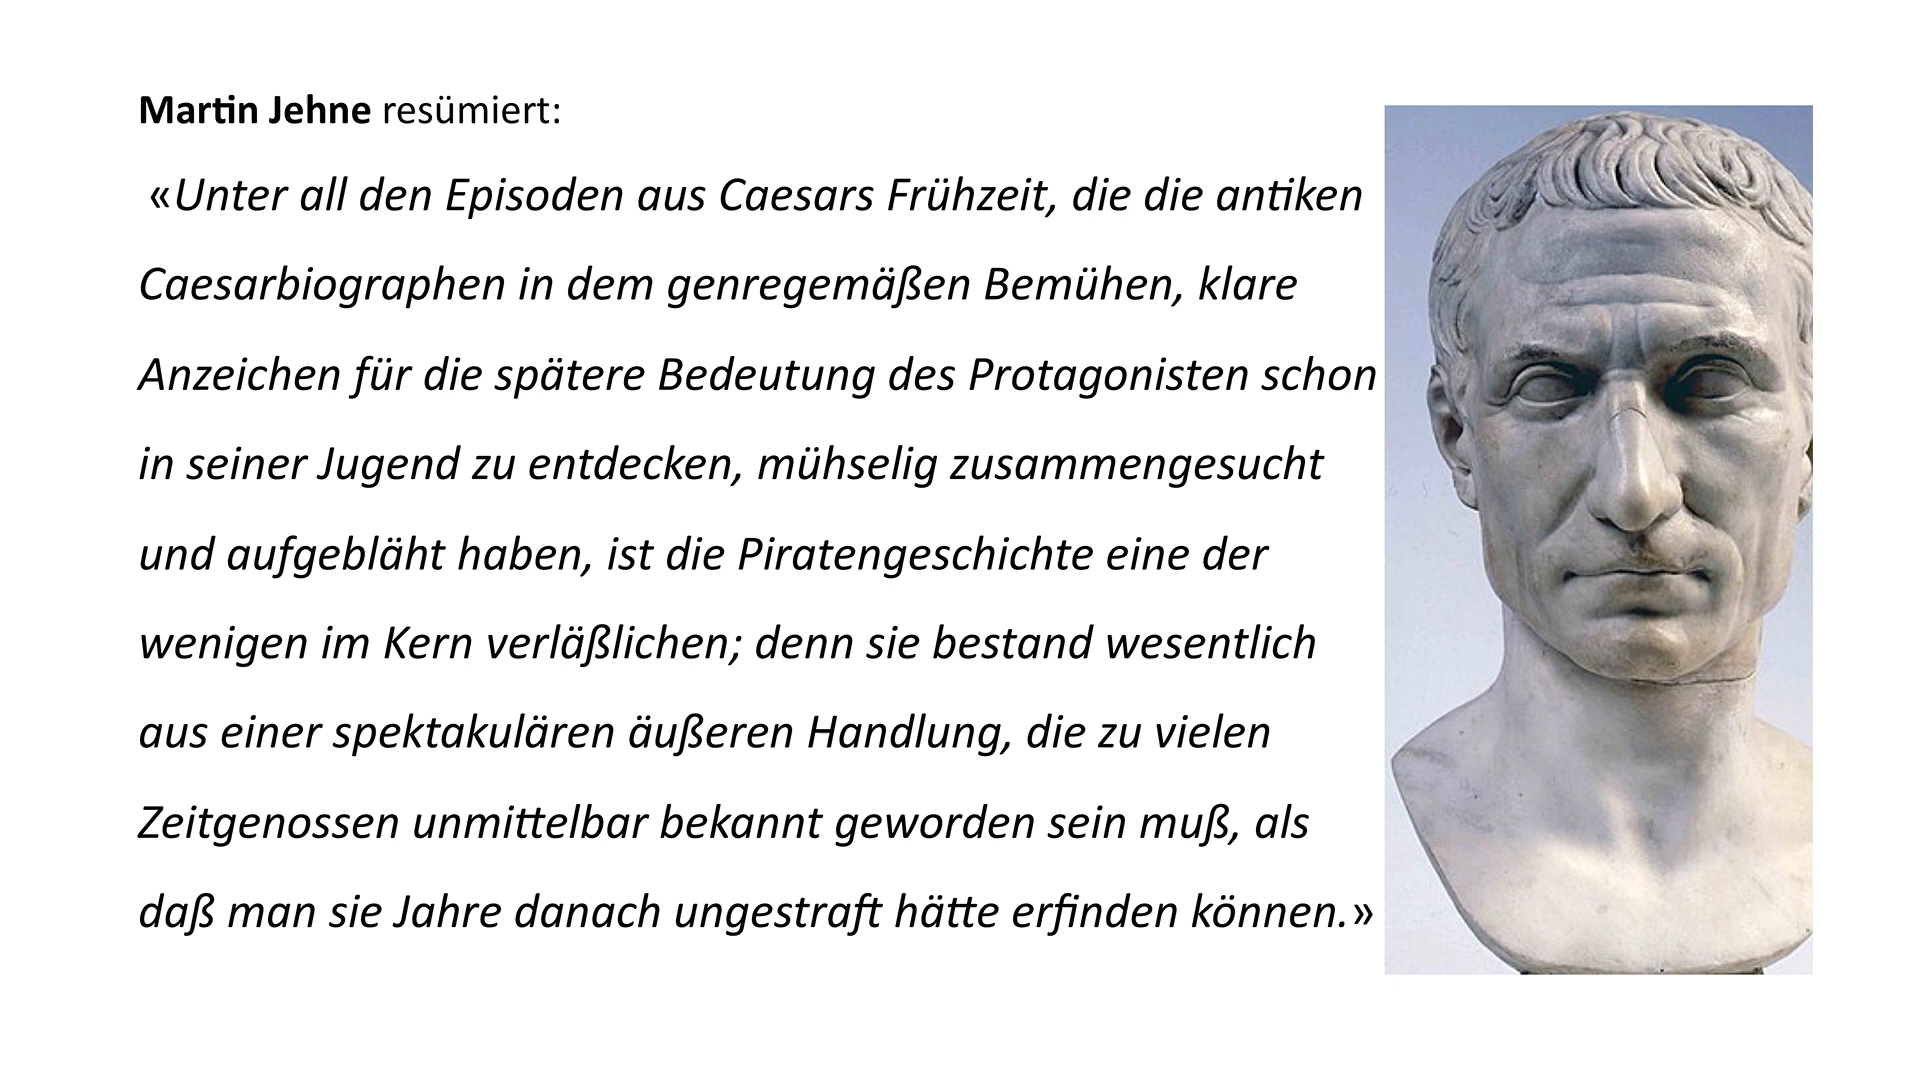 Martin Jehne resümiert:
«Unter all den Episoden aus Caesars Frühzeit, die die antiken
Caesarbiographen in dem genregemäßen Bemühen, klare
Anzeichen für die spätere Bedeutung des Protagonisten schon
in seiner Jugend zu entdecken, mühselig zusammengesucht
und aufgebläht haben, ist die Piratengeschichte eine der
wenigen im Kern verläßlichen; denn sie bestand wesentlich
aus einer spektakulären äußeren Handlung, die zu vielen
Zeitgenossen unmittelbar bekannt geworden sein muß, als
daß man sie Jahre danach ungestraft hätte erfinden können.»